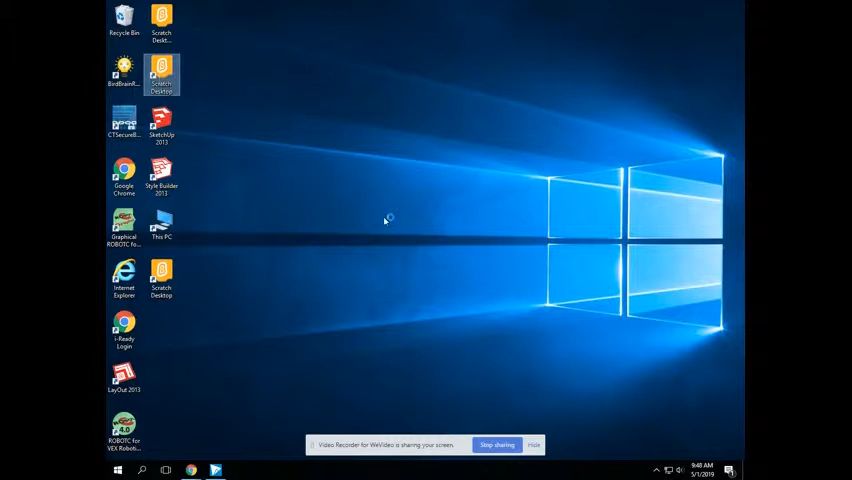 Recycle Bin
Scratch
Deskt...
BirdBrainR...
Scratch
Desktop
CTSecureB...
SketchUp
2013
Google
Chrome
Style Builder
2013
Graphical
ROBOTC fo...
This PC
Internet
Explorer
Scratch
Desktop
i-Ready
Login
LayOut 2013
ROBOTC for
VEX Roboti...
Video Recorder for WeVideo is sharing your screen.
Stop sharing
Hide
9:48 AM
5/1/2019